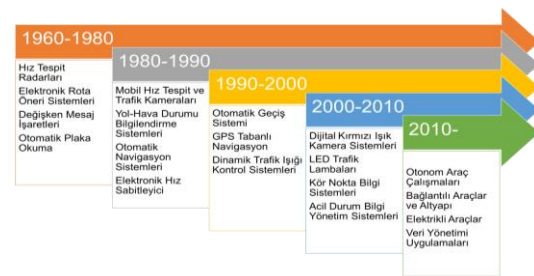 1960-1980
Hız Tespit
Radarları
Elektronik Rota
Öneri Sistemleri
Değişken Mesaj
İşaretleri
Otomatik Plaka
Okuma
1980-1990
Mobil Hız Tespit ve
Trafik Kameraları
Yol-Hava Durumu
Bilgilendirme
Sistemleri
Otomatik
Navigasyon
Sistemleri
Elektronik Hız
Sabitleyici
1990-2000
Otomatik Geçiş
Sistemi
GPS Tabanlı
Navigasyon
Dinamik Trafik Işığı
Kontrol Sistemleri
2000-2010
Dijital Kırmızı Işık
Kamera Sistemleri
LED Trafik
Lambaları
Kör Nokta Bilgi
Sistemleri
Acil Durum Bilgi
Yönetim Sistemleri
2010-
Otonom Araç
Çalışmaları
Bağlantılı Araçlar
ve Altyapı
Elektrikli Araçlar
Veri Yönetimi
Uygulamaları